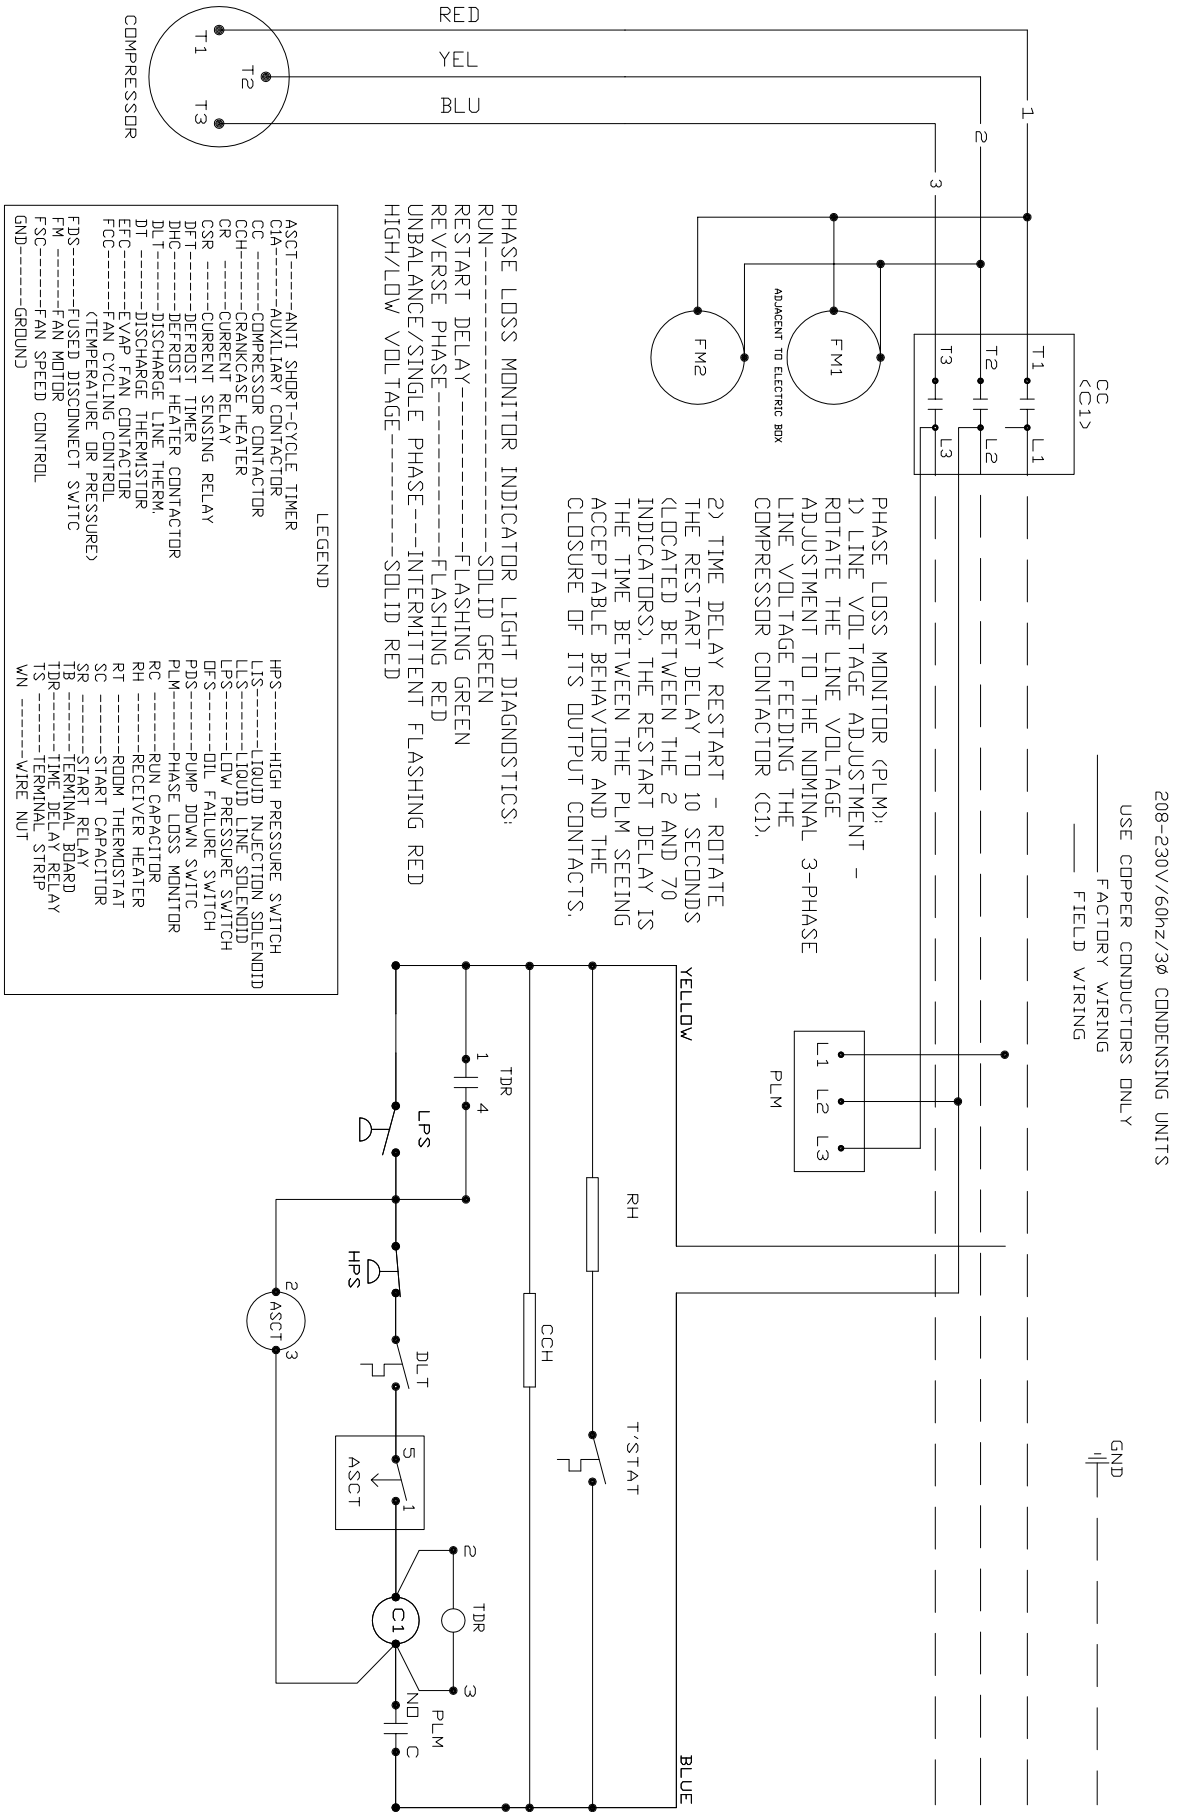 208-230V/60hz/3Ø CONDENSING UNITS
USE COPPER CONDUCTORS ONLY
FACTORY WIRING
FIELD WIRING
GND
CC
(C1)
T1
L1
T2
L2
T3
L3
1
2
3
RED
YEL
BLU
T1
T2
T3
COMPRESSOR
FM1
FM2
ADJACENT TO ELECTRIC BOX
PHASE LOSS MONITOR (PLM):
1) LINE VOLTAGE ADJUSTMENT -
ROTATE THE LINE VOLTAGE
ADJUSTMENT TO THE NOMINAL 3-PHASE
LINE VOLTAGE FEEDING THE
COMPRESSOR CONTACTOR (C1).
2) TIME DELAY RESTART - ROTATE
THE RESTART DELAY TO 10 SECONDS
(LOCATED BETWEEN THE 2 AND 70
INDICATORS). THE RESTART DELAY IS
THE TIME BETWEEN THE PLM SEEING
ACCEPTABLE BEHAVIOR AND THE
CLOSURE OF ITS OUTPUT CONTACTS.
PHASE LOSS MONITOR INDICATOR LIGHT DIAGNOSTICS:
RUN---------------SOLID GREEN
RESTART DELAY---------------FLASHING GREEN
REVERSE PHASE---------------FLASHING RED
UNBALANCE/SINGLE PHASE---INTERMITTENT FLASHING RED
HIGH/LOW VOLTAGE---------SOLID RED
L1
L2
L3
PLM
YELLOW
BLUE
RH
T'STAT
CCH
TDR
1
4
LPS
HPS
DLT
5
1
ASCT
2
ASCT
3
C1
2
TDR
3
PLM
NO
C
LEGEND
ASCT-----ANTI SHORT-CYCLE TIMER
C1A------AUXILIARY CONTACTOR
CC ------COMPRESSOR CONTACTOR
CCH------CRANKCASE HEATER
CR ------CURRENT RELAY
CSR -----CURRENT SENSING RELAY
DFT------DEFROST TIMER
DHC------DEFROST HEATER CONTACTOR
DLT------DISCHARGE LINE THERM.
DT ------DISCHARGE THERMISTOR
EFC------EVAP FAN CONTACTOR
FCC------FAN CYCLING CONTROL
(TEMPERATURE OR PRESSURE)
FDS------FUSED DISCONNECT SWITC
FM ------FAN MOTOR
FSC------FAN SPEED CONTROL
GND------GROUND
HPS------HIGH PRESSURE SWITCH
LIS------LIQUID INJECTION SOLENOID
LLS------LIQUID LINE SOLENOID
LPS------LOW PRESSURE SWITCH
OFS------OIL FAILURE SWITCH
PDS------PUMP DOWN SWITC
PLM------PHASE LOSS MONITOR
RC ------RUN CAPACITOR
RH ------RECEIVER HEATER
RT ------ROOM THERMOSTAT
SC ------START CAPACITOR
SR ------START RELAY
TB ------TERMINAL BOARD
TDR------TIME DELAY RELAY
TS ------TERMINAL STRIP
WN ------WIRE NUT